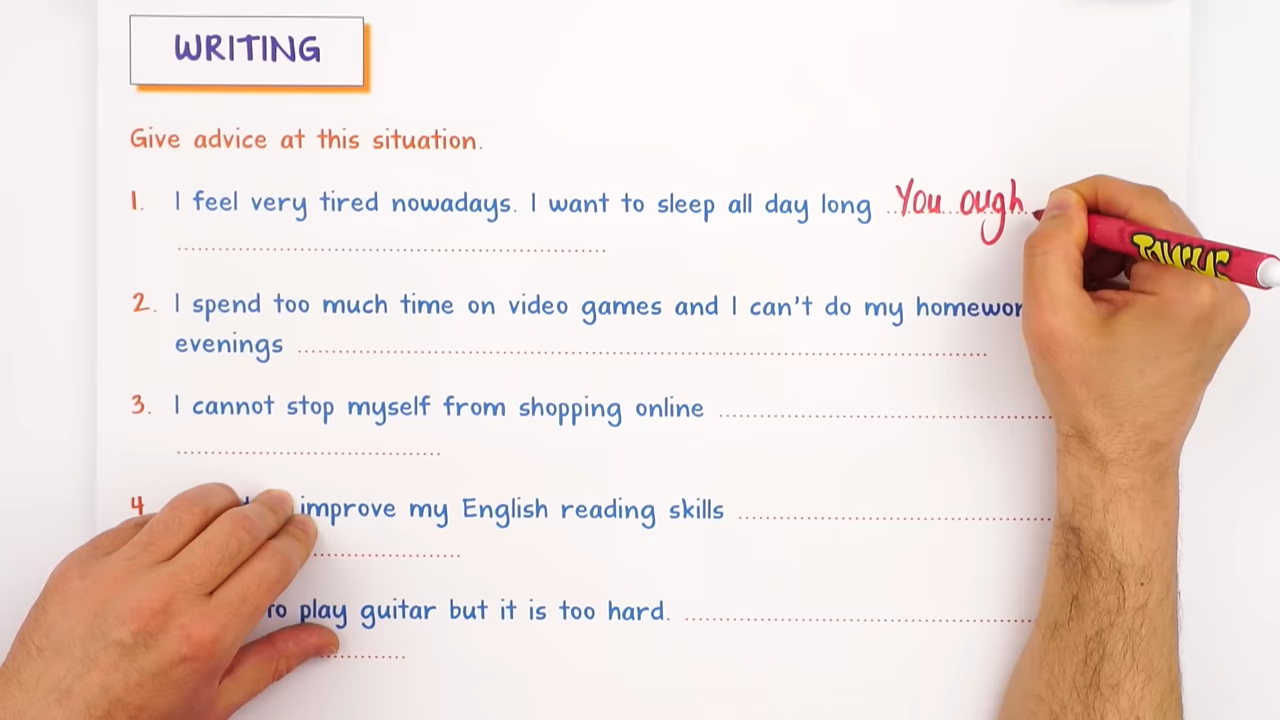 WRITING
Give advice at this situation.
1. I feel very tired nowadays. I want to sleep all day long You ough
2. I spend too much time on video games and I can't do my homewor
evenings
3. I cannot stop myself from shopping online
4 improve my English reading skills
to play guitar but it is too hard.